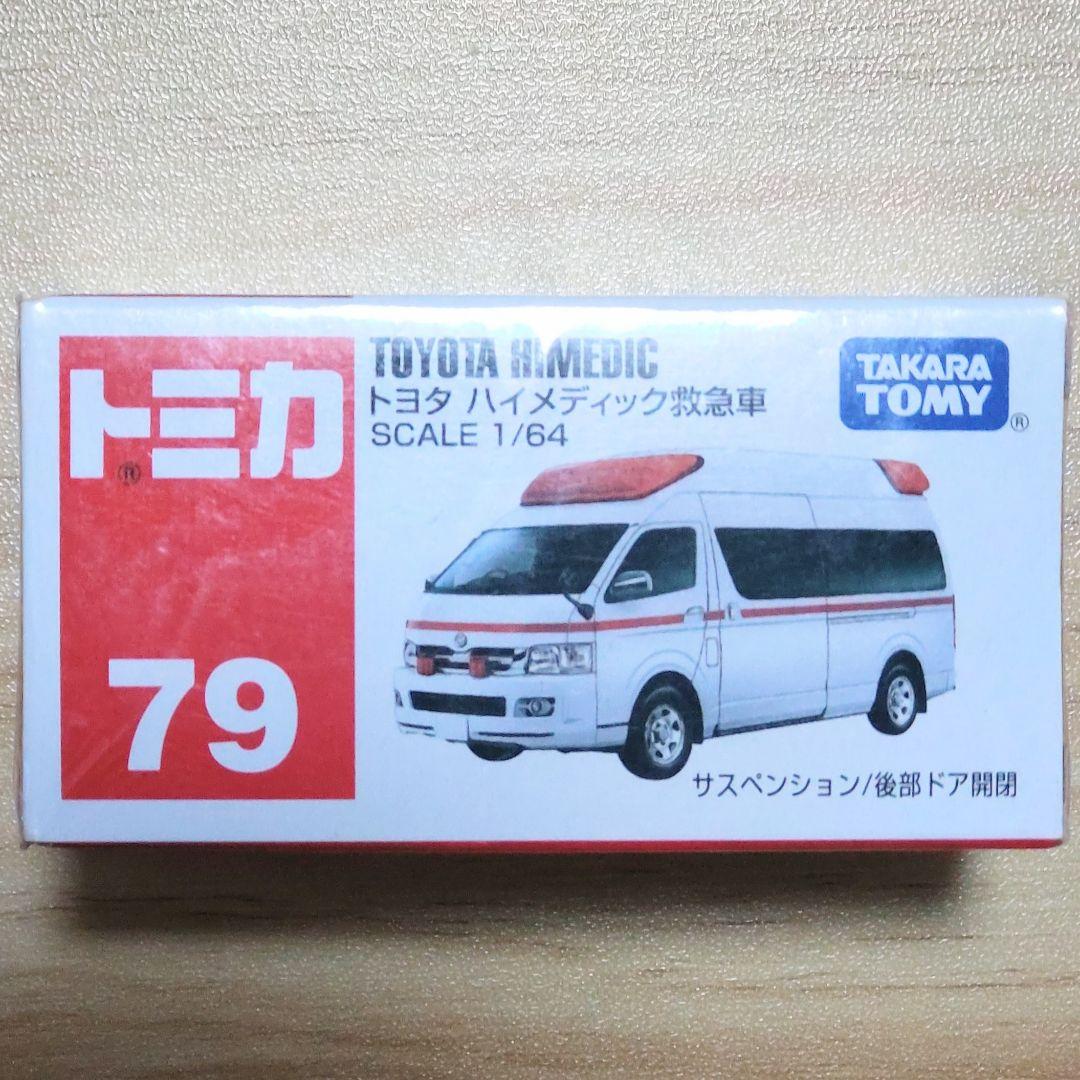 トミカ®
79
TOYOTA HIMEDIC
トヨタ ハイメディック救急車
SCALE 1/64
TAKARA
TOMY®
サスペンション/後部ドア開閉